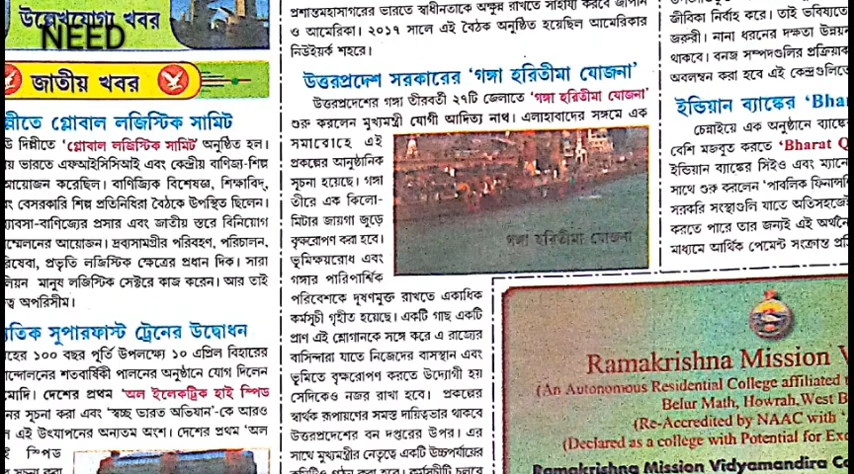 উল্লেখযোগ্য খবর
NEED
জাতীয় খবর
ল্লীতে গ্লোবাল লজিস্টিক সামিট
দিল্লীতে ‘গ্লোবাল লজিস্টিক সামিট’ অনুষ্ঠিত হল।
য় ভারতে এফআইসিসিআই এবং কেন্দ্রীয় বাণিজ্য-শিল্প
আয়োজন করেছিল। বাণিজ্যিক বিশেষজ্ঞ, শিক্ষাবিদ,
বং বেসরকারি শিল্প প্রতিনিধিরা বৈঠকে উপস্থিত ছিলেন।
ব্যাবসা-বাণিজ্যের প্রসার এবং জাতীয় স্তরে বিনিয়োগ
ম্মেলনের আয়োজন। দ্রব্যসামগ্রীর পরিবহণ, পরিচালন,
রিষেবা, প্রভৃতি লজিস্টিক ক্ষেত্রের প্রধান দিক। সারা
লিয়ন মানুষ লজিস্টিক সেক্টরে কাজ করেন। আর তাই
ত্ব অপরিসীম।
তিক সুপারফাস্ট ট্রেনের উদ্বোধন
হের ১০০ বছর পূর্তি উপলক্ষ্যে ১০ এপ্রিল বিহারের
ন্দোলনের শতবার্ষিকী পালনের অনুষ্ঠানে যোগ দিলেন
মোদি। দেশের প্রথম ‘অল ইলেকট্রিক হাই স্পিড
নের সূচনা করা এবং ‘স্বচ্ছ ভারত অভিযান’-কে আরও
ল এই উৎযাপনের অন্যতম অংশ। দেশের প্রথম ‘অল
ই স্পিড
সূচনা করা
প্রশান্তমহাসাগরের ভারতে স্বাধীনতাকে অক্ষুন্ন রাখতে সাহায্য করবে জাপান
ও আমেরিকা। ২০১৭ সালে এই বৈঠক অনুষ্ঠিত হয়েছিল আমেরিকার
নিউইয়র্ক শহরে।
উত্তরপ্রদেশ সরকারের ‘গঙ্গা হরিতীমা যোজনা’
উত্তরপ্রদেশের গঙ্গা তীরবর্তী ২৭টি জেলাতে ‘গঙ্গা হরিতীমা যোজনা’
শুরু করলেন মুখ্যমন্ত্রী যোগী আদিত্য নাথ। এলাহাবাদের সঙ্গমে এক
সমাবোহে এই
প্রকল্পের আনুষ্ঠানিক
সূচনা হয়েছে। গঙ্গা
তীরে এক কিলো-
মিটার জায়গা জুড়ে
বৃক্ষরোপণ করা হবে।
ভূমিক্ষয়রোধ এবং
গঙ্গার পারিপার্শ্বিক
গঙ্গা হরিতীমা যোজনা
পরিবেশকে দূষণমুক্ত রাখতে একাধিক
কর্মসূচী গৃহীত হয়েছে। একটি গাছ একটি
প্রাণ এই শ্লোগানকে সঙ্গে করে এ রাজ্যের
বাসিন্দারা যাতে নিজেদের বাসস্থান এবং
ভূমিতে বৃক্ষরোপণ করতে উদ্যোগী হয়
সেদিকেও নজর রাখা হবে। প্রকল্পের
স্বার্থক রূপায়ণের সমস্ত দায়িত্বভার থাকবে
উত্তরপ্রদেশের বন দপ্তরের উপর। এর
সাথে মুখ্যমন্ত্রীর নেতৃত্বে একটি উচ্চপর্যায়ের
জীবিকা নির্বাহ করে। তাই ভবিষ্যতে
জরুরী। নানা ধরনের দক্ষতা উন্নয়ন
থাকবে। বনজ সম্পদগুলির প্রক্রিয়াক
অবলম্বন করা হবে এই কেন্দ্রগুলিতে
ইন্ডিয়ান ব্যাঙ্কের ‘Bhar
চেন্নাইয়ে এক অনুষ্ঠানে ব্যাঙ্কে
বেশি মজবুত করতে ‘Bharat Q
ইন্ডিয়ান ব্যাঙ্কের সিইও এবং ম্যানে
সাথে শুরু করলেন ‘পাবলিক ফিনান্সি
সরকরি সংস্থাগুলি যাতে অতিসহজে
করতে পারে তার জন্যই এই অর্থনৈ
মাধ্যমে আর্থিক পেমেন্ট সংক্রান্ত প্রি
Ramakrishna Mission V
(An Autonomous Residential College affiliated
Belur Math, Howrah, West B
(Re-Accredited by NAAC with ‘
(Declared as a college with Potential for Exc
Ramakrishna Mission Vidyamandira Co